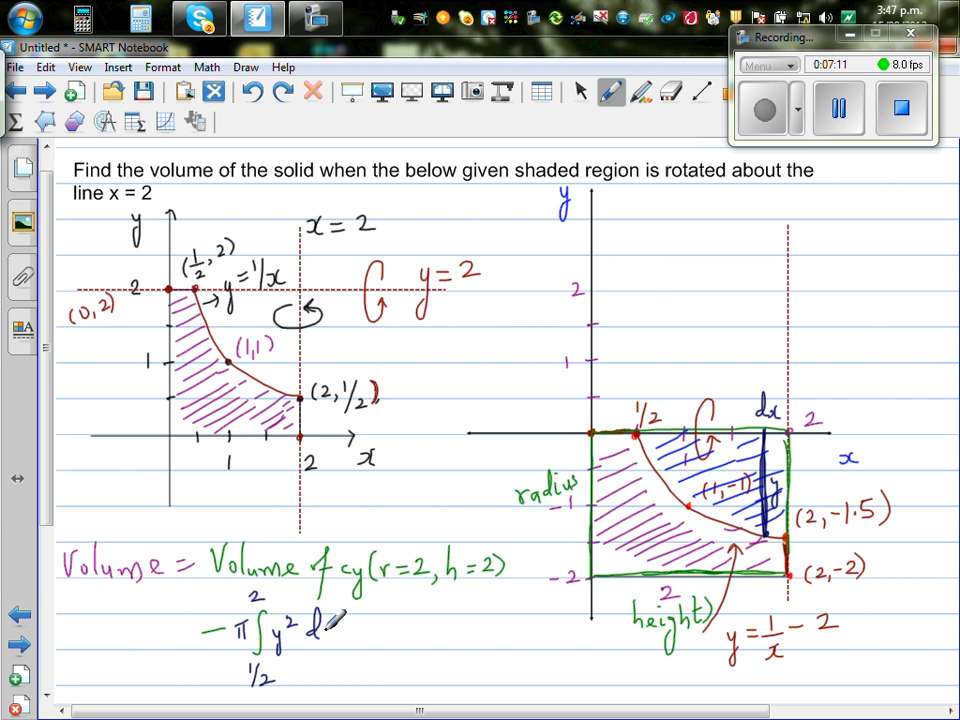 3:47 p.m.
Untitled * - SMART Notebook
Recording...
File Edit View Insert Format Math Draw Help
Menu
0:07:11
8.0 fps
Find the volume of the solid when the below given shaded region is rotated about the
line x = 2
y
x = 2
(1/2, 2)
2
y = 1/x
y = 2
(0, 2)
1
(1,1)
(2, 1/2)
1
2
x
y
2
1
1/2
dx
2
x
radius
-1
(1, -1)
y
(2, -1.5)
-2
2
(2, -2)
height)
y = 1/x - 2
Volume = Volume of cy(r=2, h=2)
- π∫ 2 1/2 y² d